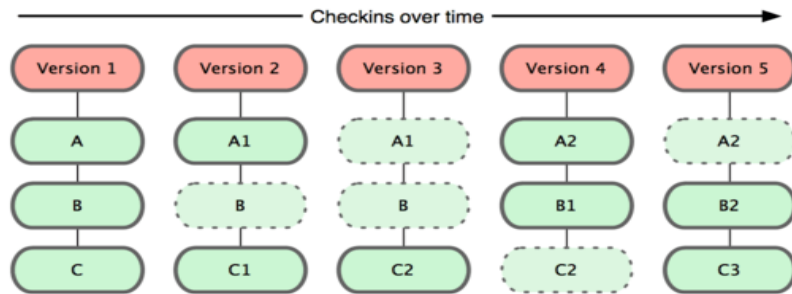 Checkins over time
Version 1 Version 2 Version 3 Version 4 Version 5
A A1 A1 A2 A2
B B B B1 B2
C C1 C2 C2 C3